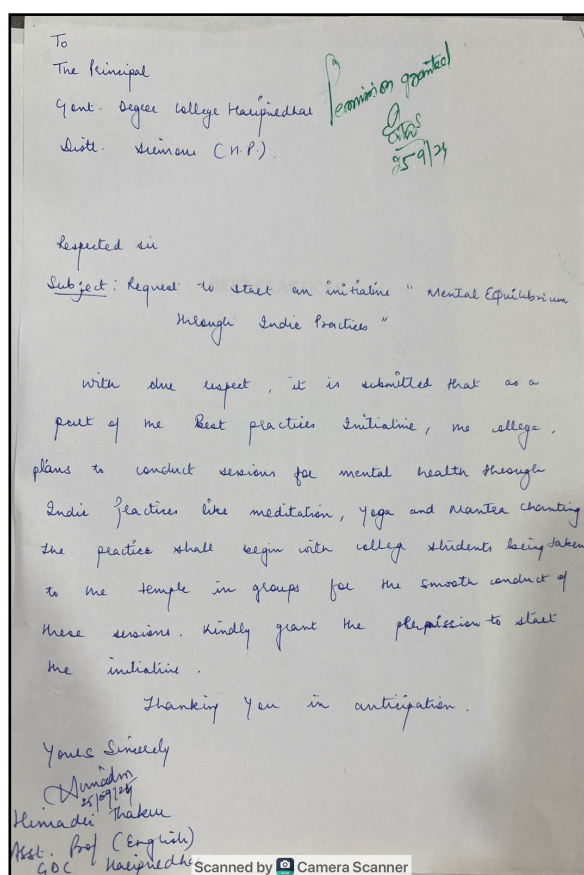 To
The Principal
Govt. Degree College Haripurdhar
Distt. Sirmaur (H.P.)
Permission granted
25/9/24
Respected sir
Subject: Request to start an initiative " Mental Equilibrium
through Indic Practices "
With due respect, it is submitted that as a
part of the Best practices Initiative, the college,
plans to conduct sessions for mental health through
Indic Practices like meditation, Yoga and Mantra Chanting
The practice shall begin with college students being taken
to the temple in groups for the smooth conduct of
these sessions. Kindly grant the permission to start
the initiative.
Thanking You in anticipation.
Yours Sincerely
25/09/24
Himadri Thakur
Asst. Prof (English)
GDC Haripurdhar
Scanned by Camera Scanner